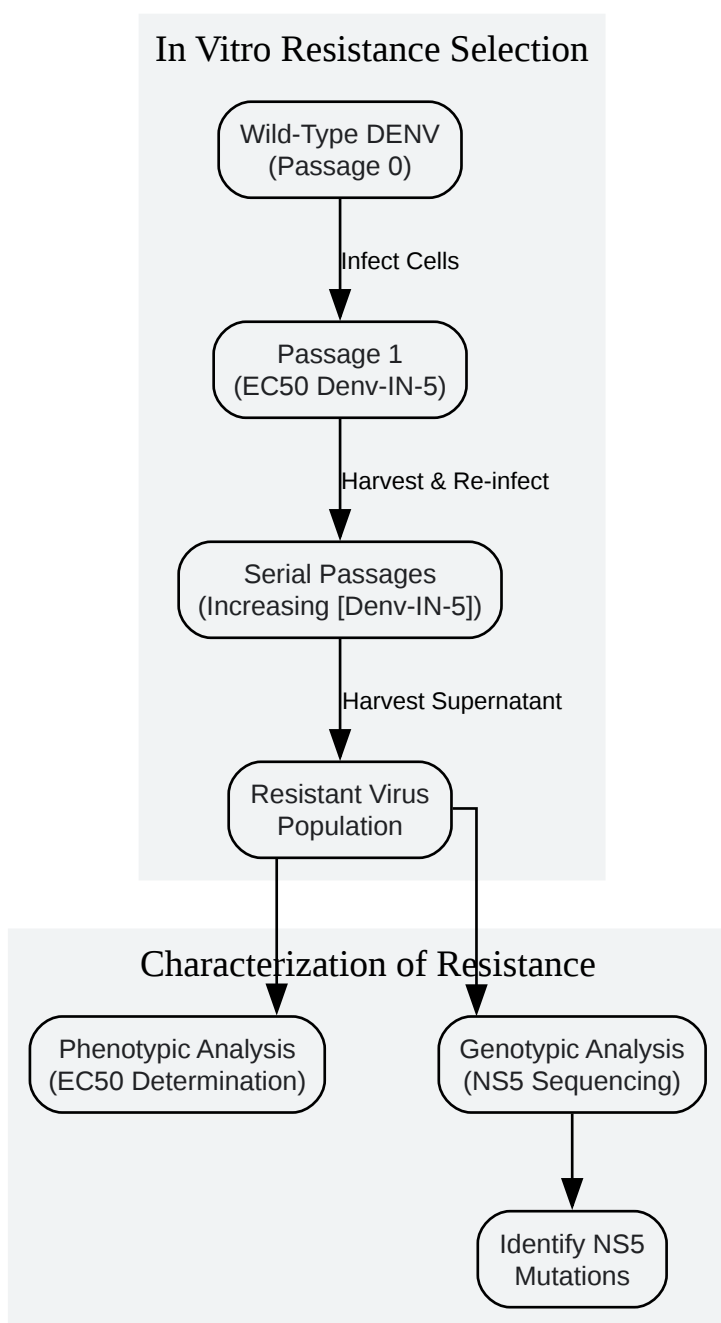 In Vitro Resistance Selection
Wild-Type DENV
(Passage 0)
Infect Cells
Passage 1
(EC50 Denv-IN-5)
Harvest & Re-infect
Serial Passages
(Increasing [Denv-IN-5])
Harvest Supernatant
Resistant Virus
Population
Characterization of Resistance
Phenotypic Analysis
(EC50 Determination)
Genotypic Analysis
(NS5 Sequencing)
Identify NS5
Mutations